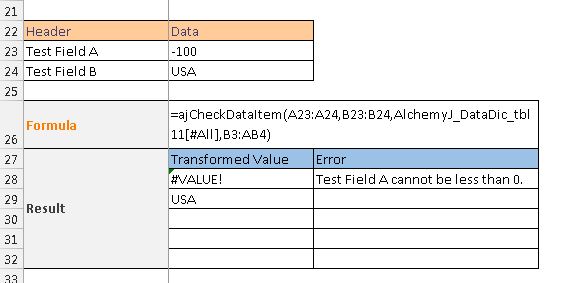 21
22 Header Data
23 Test Field A -100
24 Test Field B USA
25
26 Formula =ajCheckDataItem(A23:A24,B23:B24,AlchemyJ_DataDic_tbl
11[#All],B3:AB4)
27 Transformed Value Error
28 #VALUE! Test Field A cannot be less than 0.
29 Result USA
30
31
32
33